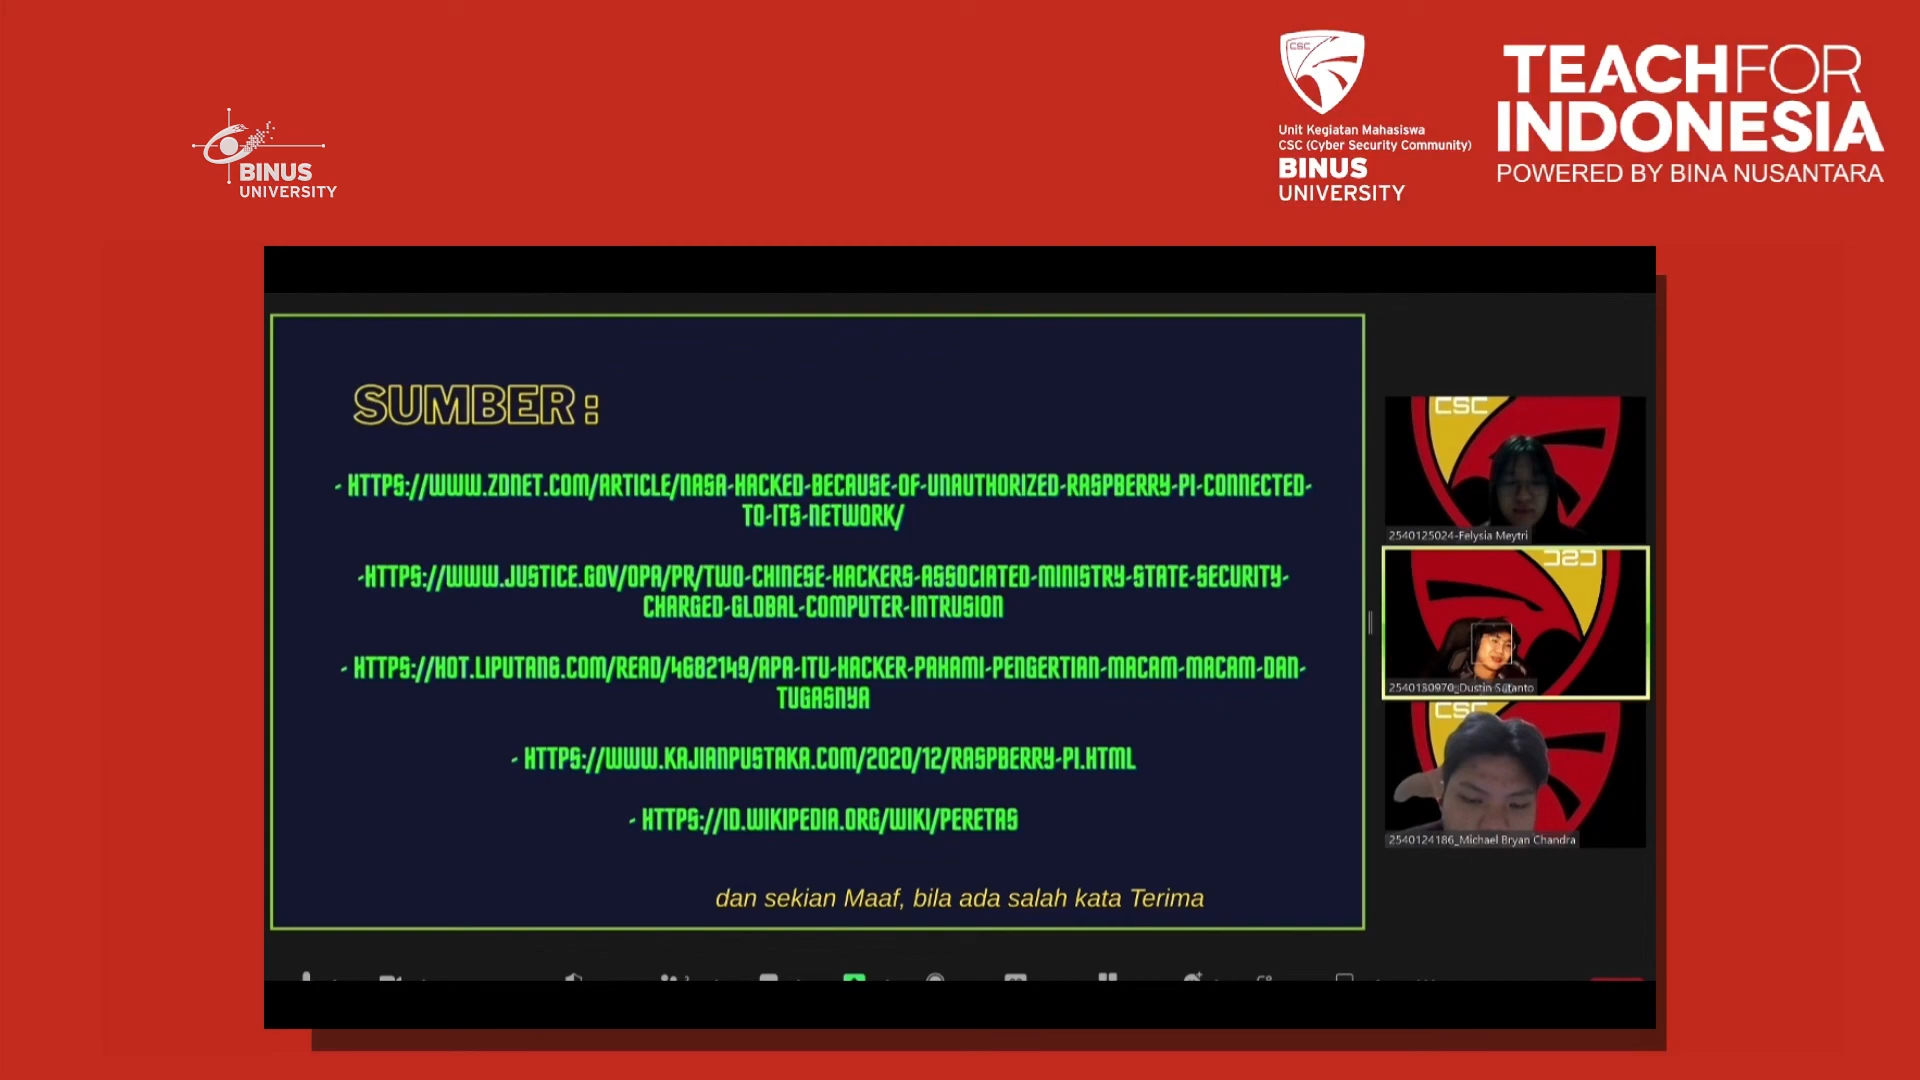 CSC
TEACHFOR
INDONESIA
POWERED BY BINA NUSANTARA
Unit Kegiatan Mahasiswa
CSC (Cyber Security Community)
BINUS
UNIVERSITY
BINUS
UNIVERSITY
SUMBER :
- HTTPS://WWW.ZDNET.COM/ARTICLE/NASA-HACKED-BECAUSE-OF-UNAUTHORIZED-RASPBERRY-PI-CONNECTED-
TO-ITS-NETWORK/
-HTTPS://WWW.JUSTICE.GOV/OPA/PR/TWO-CHINESE-HACKERS-ASSOCIATED-MINISTRY-STATE-SECURITY-
CHARGED-GLOBAL-COMPUTER-INTRUSION
- HTTPS://HOT.LIPUTAN6.COM/READ/4682149/APA-ITU-HACKER-PAHAMI-PENGERTIAN-MACAM-MACAM-DAN-
TUGASNYA
- HTTPS://WWW.KAJIANPUSTAKA.COM/2020/12/RASPBERRY-PI.HTML
- HTTPS://ID.WIKIPEDIA.ORG/WIKI/PERETAS
dan sekian Maaf, bila ada salah kata Terima
CSC
2540125024-Felysia Meytri
CSC
2540130970_Dustin Sutanto
CSC
2540124186_Michael Bryan Chandra